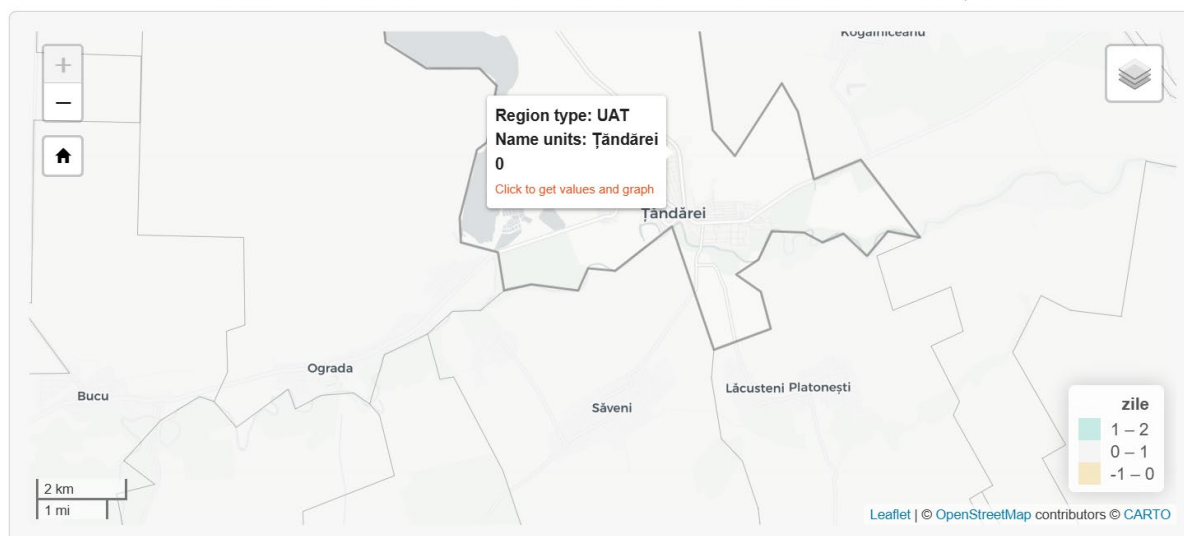 Kogălniceanu
+
−
Region type: UAT
Name units: Țăndărei
0
Click to get values and graph
Țăndărei
Ograda
Bucu
Săveni
Lăcusteni Platonești
zile
1 – 2
0 – 1
-1 – 0
2 km
1 mi
Leaflet | © OpenStreetMap contributors © CARTO